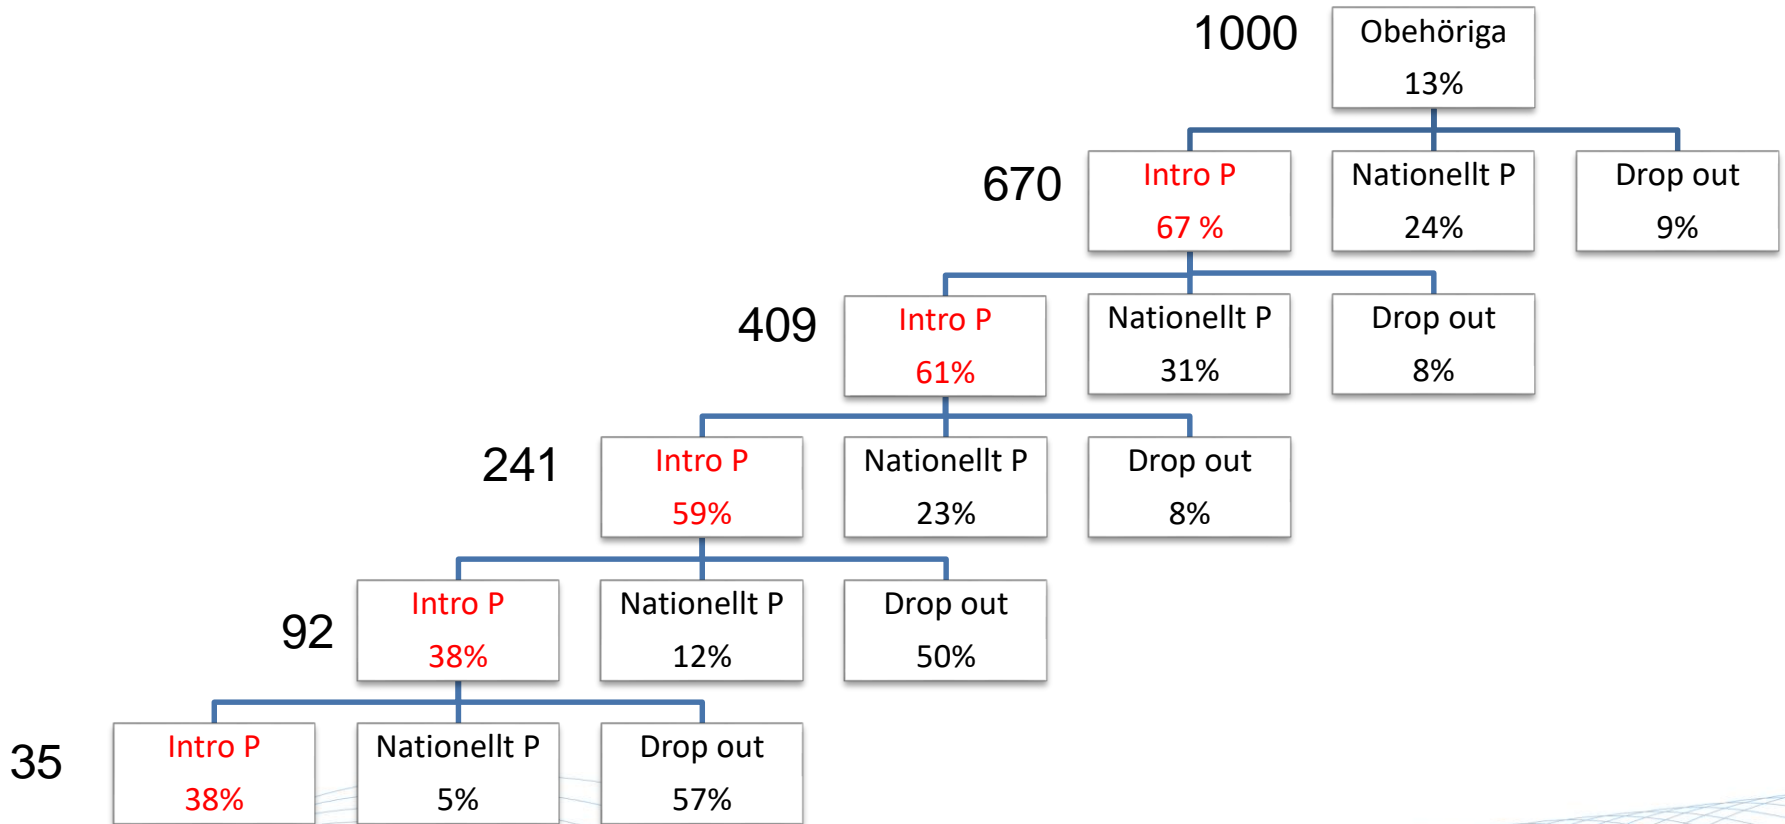 1000
Obehöriga
13%
670
Intro P
67 %
Nationellt P
24%
Drop out
9%
409
Intro P
61%
Nationellt P
31%
Drop out
8%
241
Intro P
59%
Nationellt P
23%
Drop out
8%
92
Intro P
38%
Nationellt P
12%
Drop out
50%
35
Intro P
38%
Nationellt P
5%
Drop out
57%